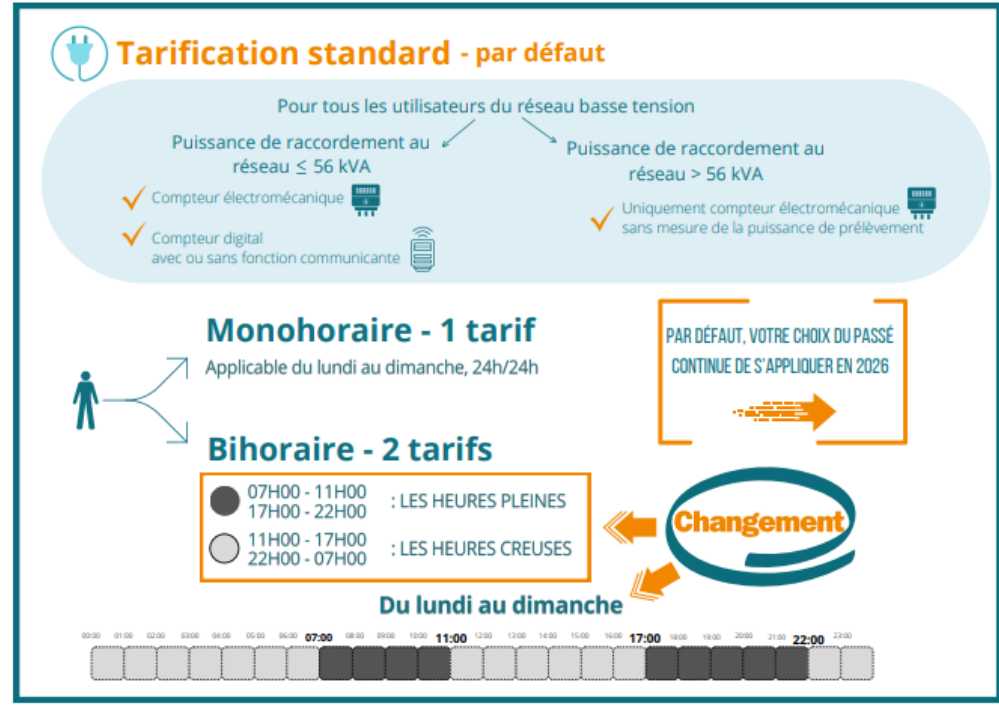 Tarification standard - par défaut
Pour tous les utilisateurs du réseau basse tension
Puissance de raccordement au
réseau ≤ 56 kVA
Compteur électromécanique
Compteur digital
avec ou sans fonction communicante
Puissance de raccordement au
réseau > 56 kVA
Uniquement compteur électromécanique
sans mesure de la puissance de prélèvement
Monohoraire - 1 tarif
Applicable du lundi au dimanche, 24h/24h
PAR DÉFAUT, VOTRE CHOIX DU PASSÉ
CONTINUE DE S'APPLIQUER EN 2026
Bihoraire - 2 tarifs
07H00 - 11H00
17H00 - 22H00
: LES HEURES PLEINES
11H00 - 17H00
22H00 - 07H00
: LES HEURES CREUSES
Changement
Du lundi au dimanche
00:00 01:00 02:00 03:00 04:00 05:00 06:00 07:00 08:00 09:00 10:00 11:00 12:00 13:00 14:00 15:00 16:00 17:00 18:00 19:00 20:00 21:00 22:00 23:00